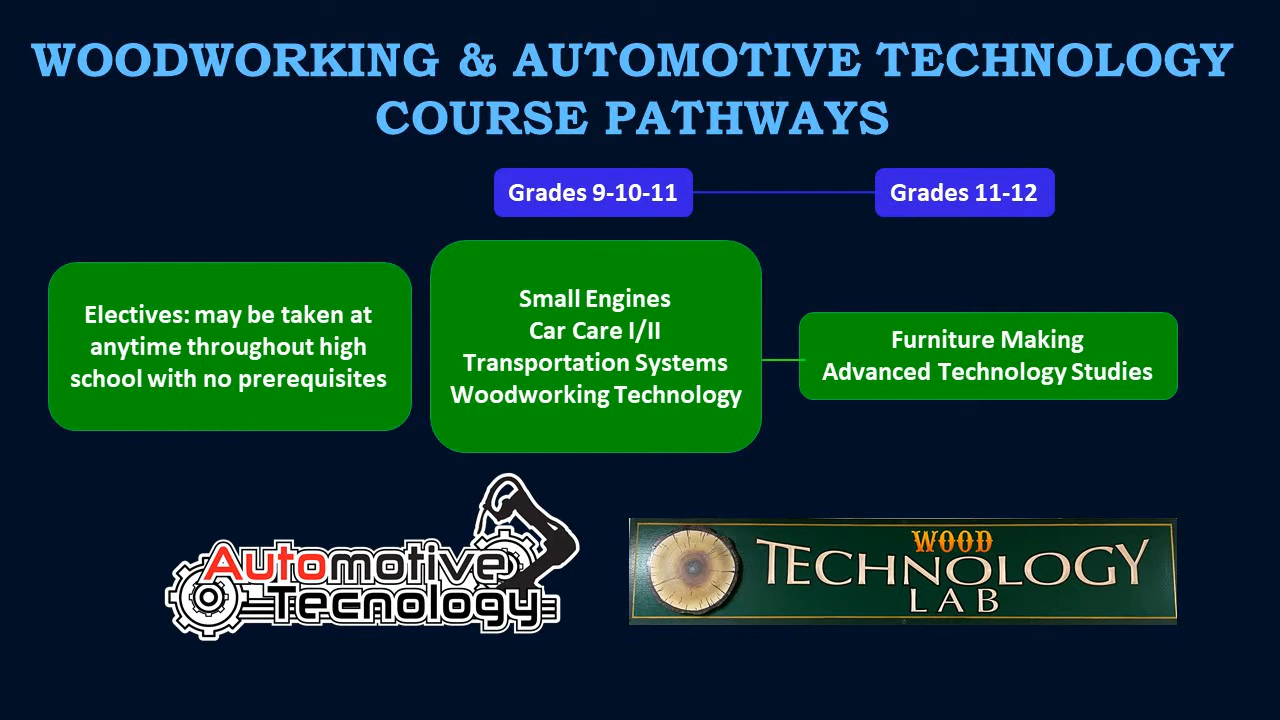 WOODWORKING & AUTOMOTIVE TECHNOLOGY
COURSE PATHWAYS
Grades 9-10-11
Grades 11-12
Electives: may be taken at
anytime throughout high
school with no prerequisites
Small Engines
Car Care I/II
Transportation Systems
Woodworking Technology
Furniture Making
Advanced Technology Studies
Automotive
Tecnology
WOOD
TECHNOLOGY
LAB